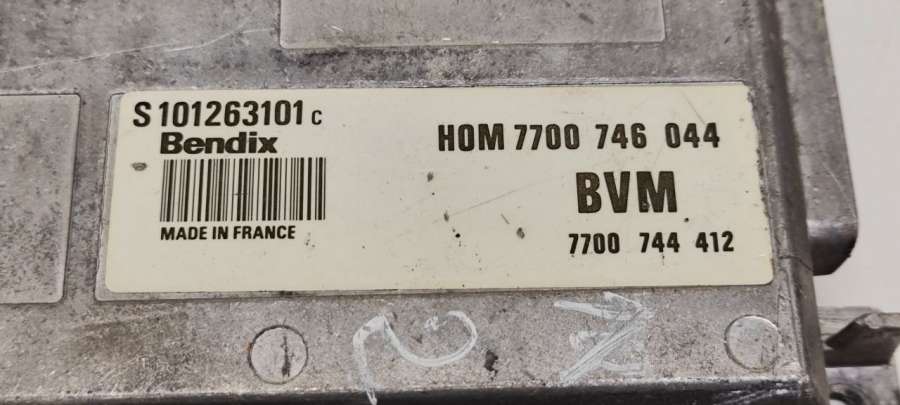 S 101263101 C
Bendix
MADE IN FRANCE
HOM 7700 746 044
BVM
7700 744 412